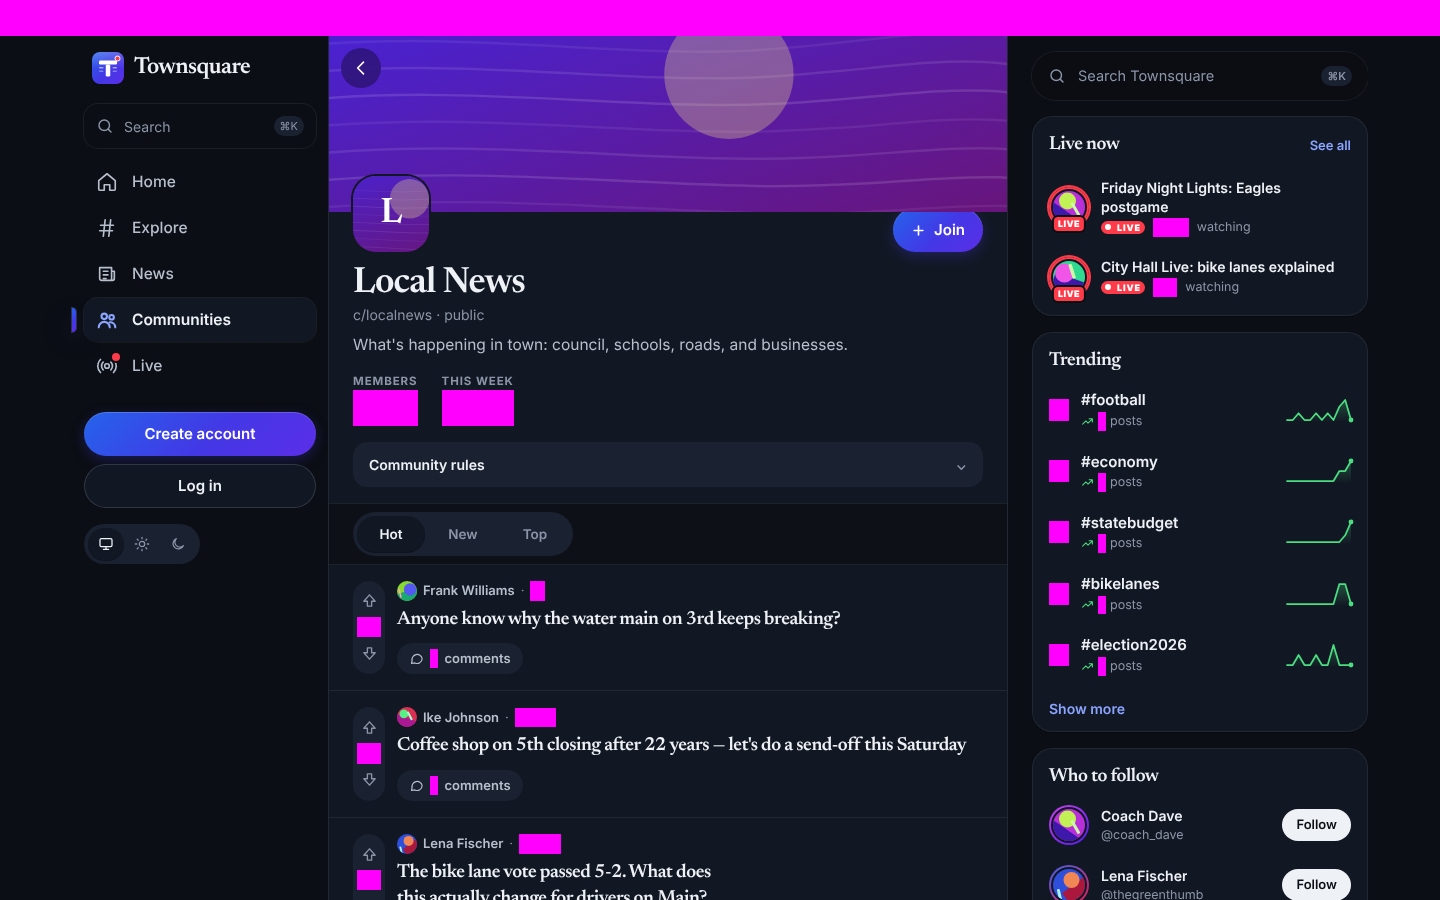 Townsquare
Search
⌘K
Home
Explore
News
Communities
Live
Create account
Log in
L
Join
Local News
c/localnews · public
What's happening in town: council, schools, roads, and businesses.
MEMBERS
THIS WEEK
Community rules
Hot
New
Top
Frank Williams ·
Anyone know why the water main on 3rd keeps breaking?
comments
Ike Johnson ·
Coffee shop on 5th closing after 22 years — let's do a send-off this Saturday
comments
Lena Fischer ·
The bike lane vote passed 5-2. What does
this actually change for drivers on Main?
Search Townsquare
⌘K
Live now
See all
Friday Night Lights: Eagles
postgame
LIVE
LIVE
watching
City Hall Live: bike lanes explained
LIVE
LIVE
watching
Trending
#football
posts
#economy
posts
#statebudget
posts
#bikelanes
posts
#election2026
posts
Show more
Who to follow
Coach Dave
@coach_dave
Follow
Lena Fischer
@thegreenthumb
Follow